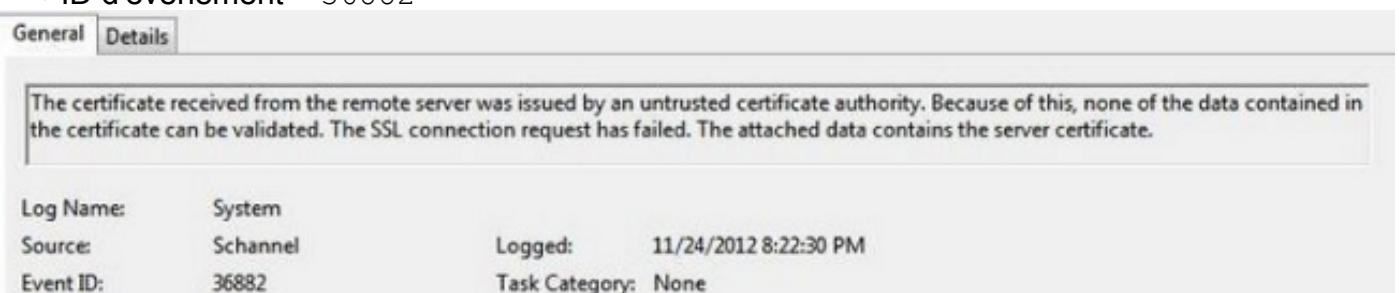 General Details
The certificate received from the remote server was issued by an untrusted certificate authority. Because of this, none of the data contained in
the certificate can be validated. The SSL connection request has failed. The attached data contains the server certificate.
Log Name: System
Source: Schannel Logged: 11/24/2012 8:22:30 PM
Event ID: 36882 Task Category: None